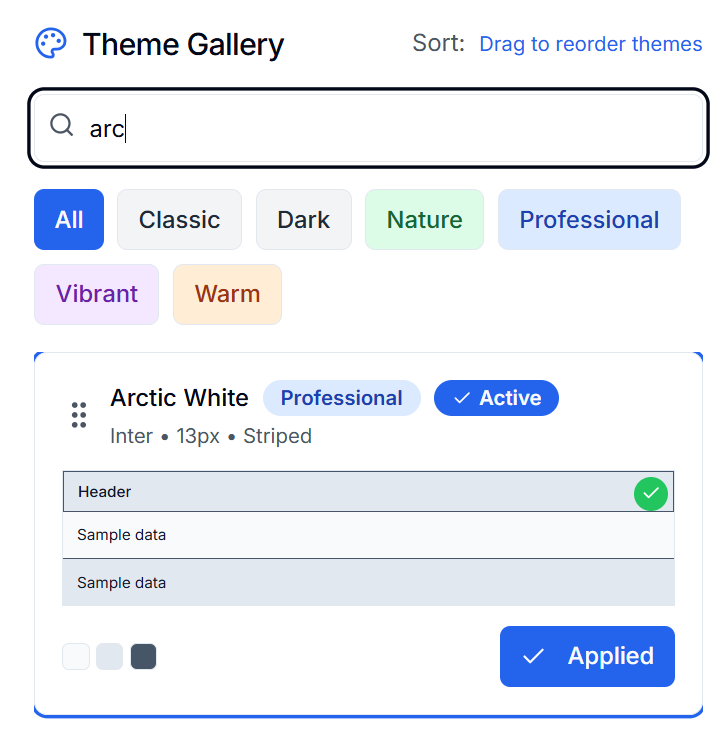 Theme Gallery Sort: Drag to reorder themes
arc
All Classic Dark Nature Professional
Vibrant Warm
Arctic White Professional Active
Inter • 13px • Striped
Header
Sample data
Sample data
Applied